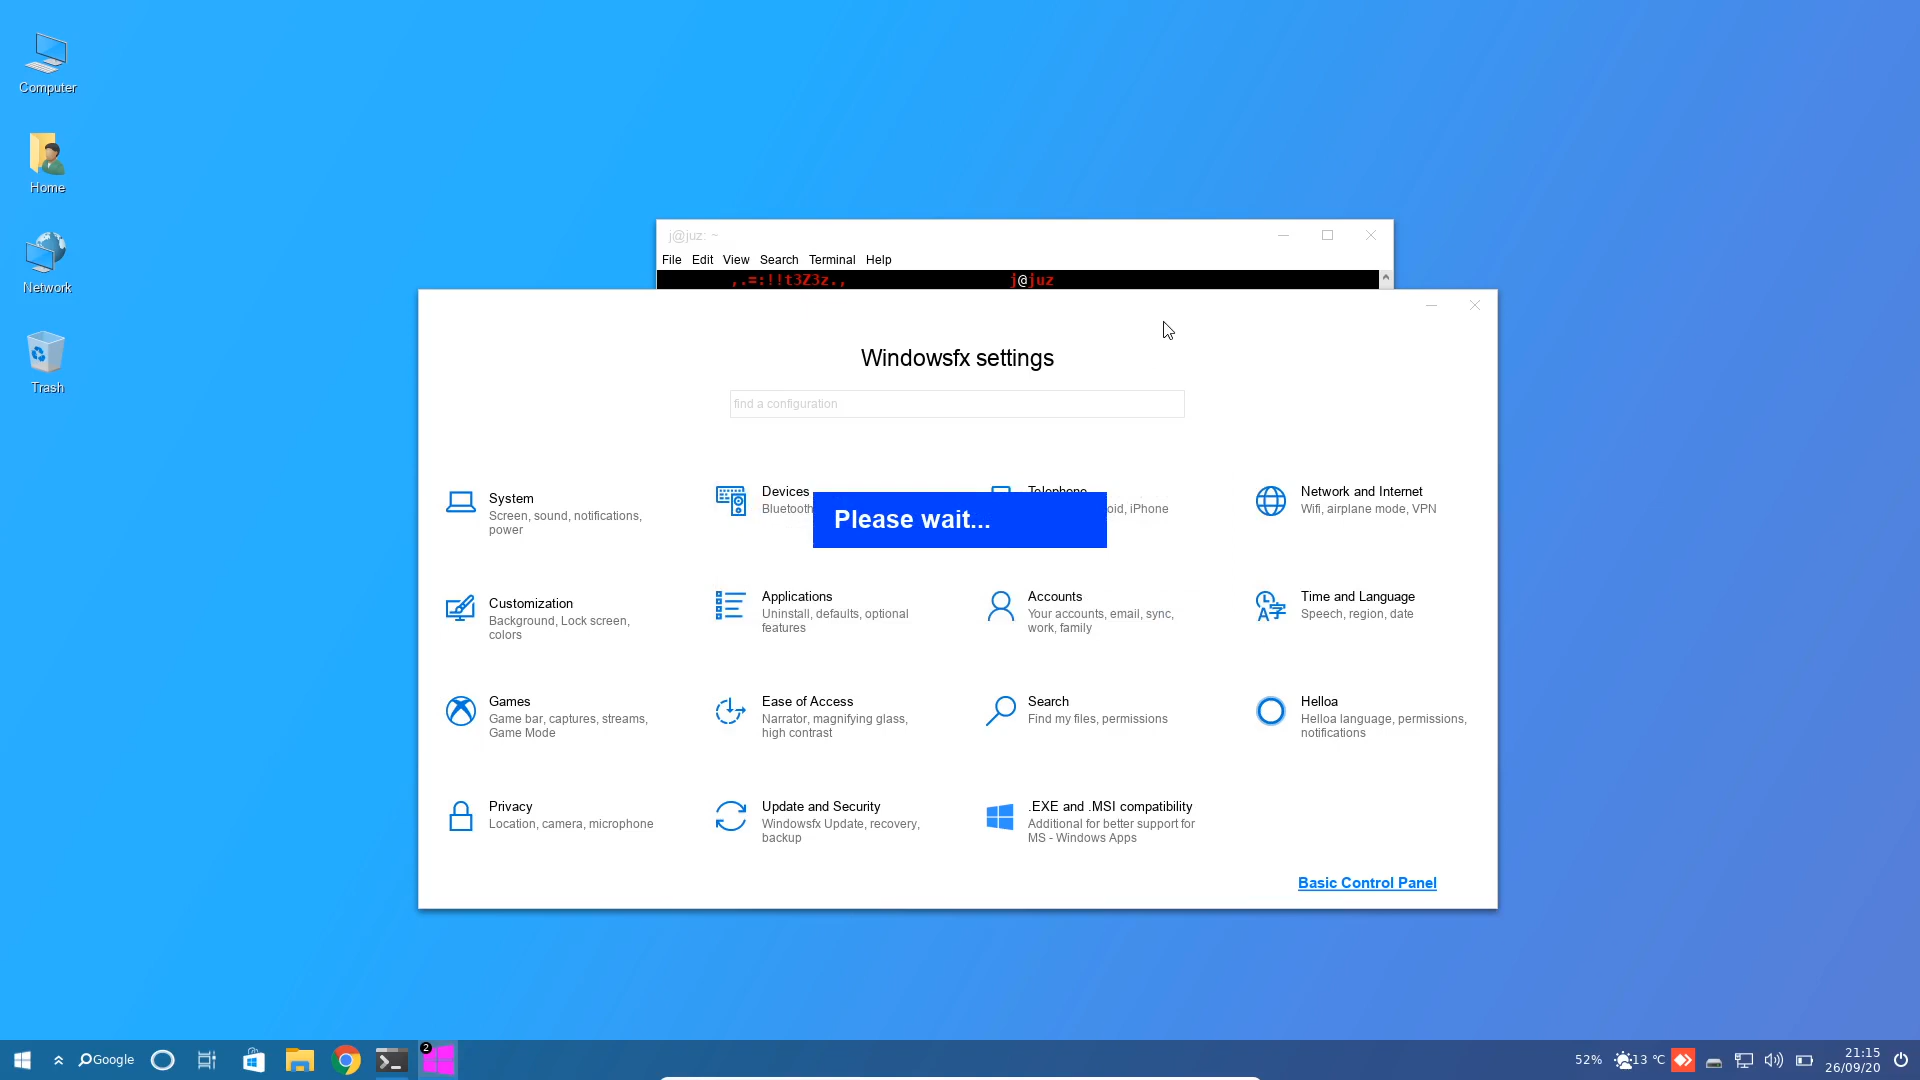 Computer
Home
Network
Trash
j@juz: ~
File Edit View Search Terminal Help
,.=:!!t3Z3z., j@juz
Windowsfx settings
find a configuration
System
Screen, sound, notifications,
power
Devices
Bluetooth
Telephone
oid, iPhone
Network and Internet
Wifi, airplane mode, VPN
Please wait...
Customization
Background, Lock screen,
colors
Applications
Uninstall, defaults, optional
features
Accounts
Your accounts, email, sync,
work, family
Time and Language
Speech, region, date
Games
Game bar, captures, streams,
Game Mode
Ease of Access
Narrator, magnifying glass,
high contrast
Search
Find my files, permissions
Helloa
Helloa language, permissions,
notifications
Privacy
Location, camera, microphone
Update and Security
Windowsfx Update, recovery,
backup
.EXE and .MSI compatibility
Additional for better support for
MS - Windows Apps
Basic Control Panel
Google
2
52%
13 °C
21:15
26/09/20